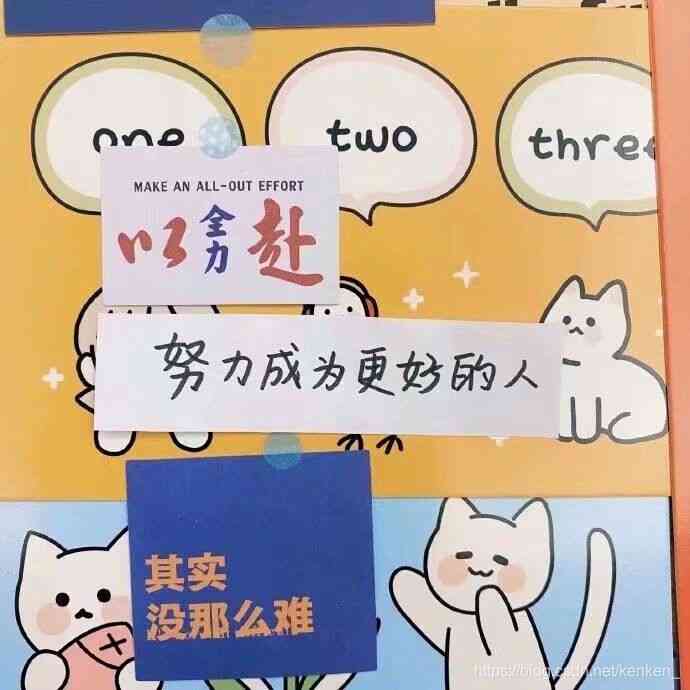 one two three
MAKE AN ALL-OUT EFFORT
以全力赴
努力成为更好的人
其实
没那么难
https://blog.csdn.net/kenken_